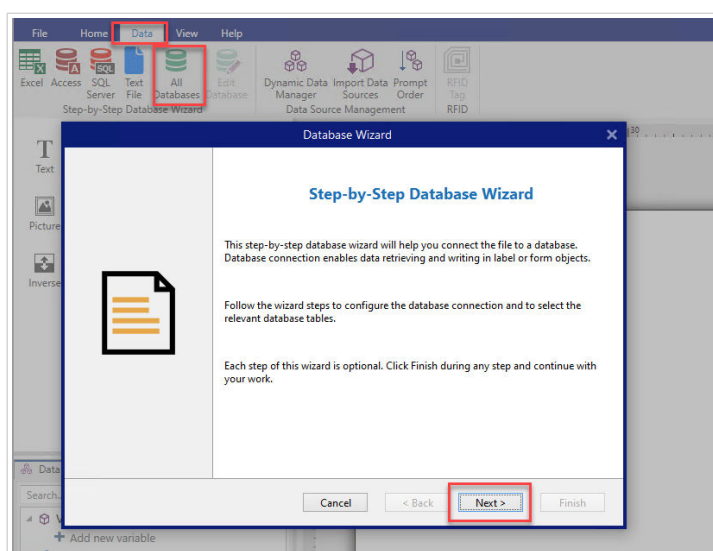 File Home Data View Help
Excel Access SQL Server Text File All Databases Edit Database Dynamic Data Manager Import Data Sources Prompt Order RFID Tag
Step-by-Step Database Wizard Data Source Management RFID
30
Text
Picture
Inverse
Database Wizard
Step-by-Step Database Wizard
This step-by-step database wizard will help you connect the file to a database.
Database connection enables data retrieving and writing in label or form objects.
Follow the wizard steps to configure the database connection and to select the
relevant database tables.
Each step of this wizard is optional. Click Finish during any step and continue with
your work.
Cancel < Back Next > Finish
Data
Search
Add new variable